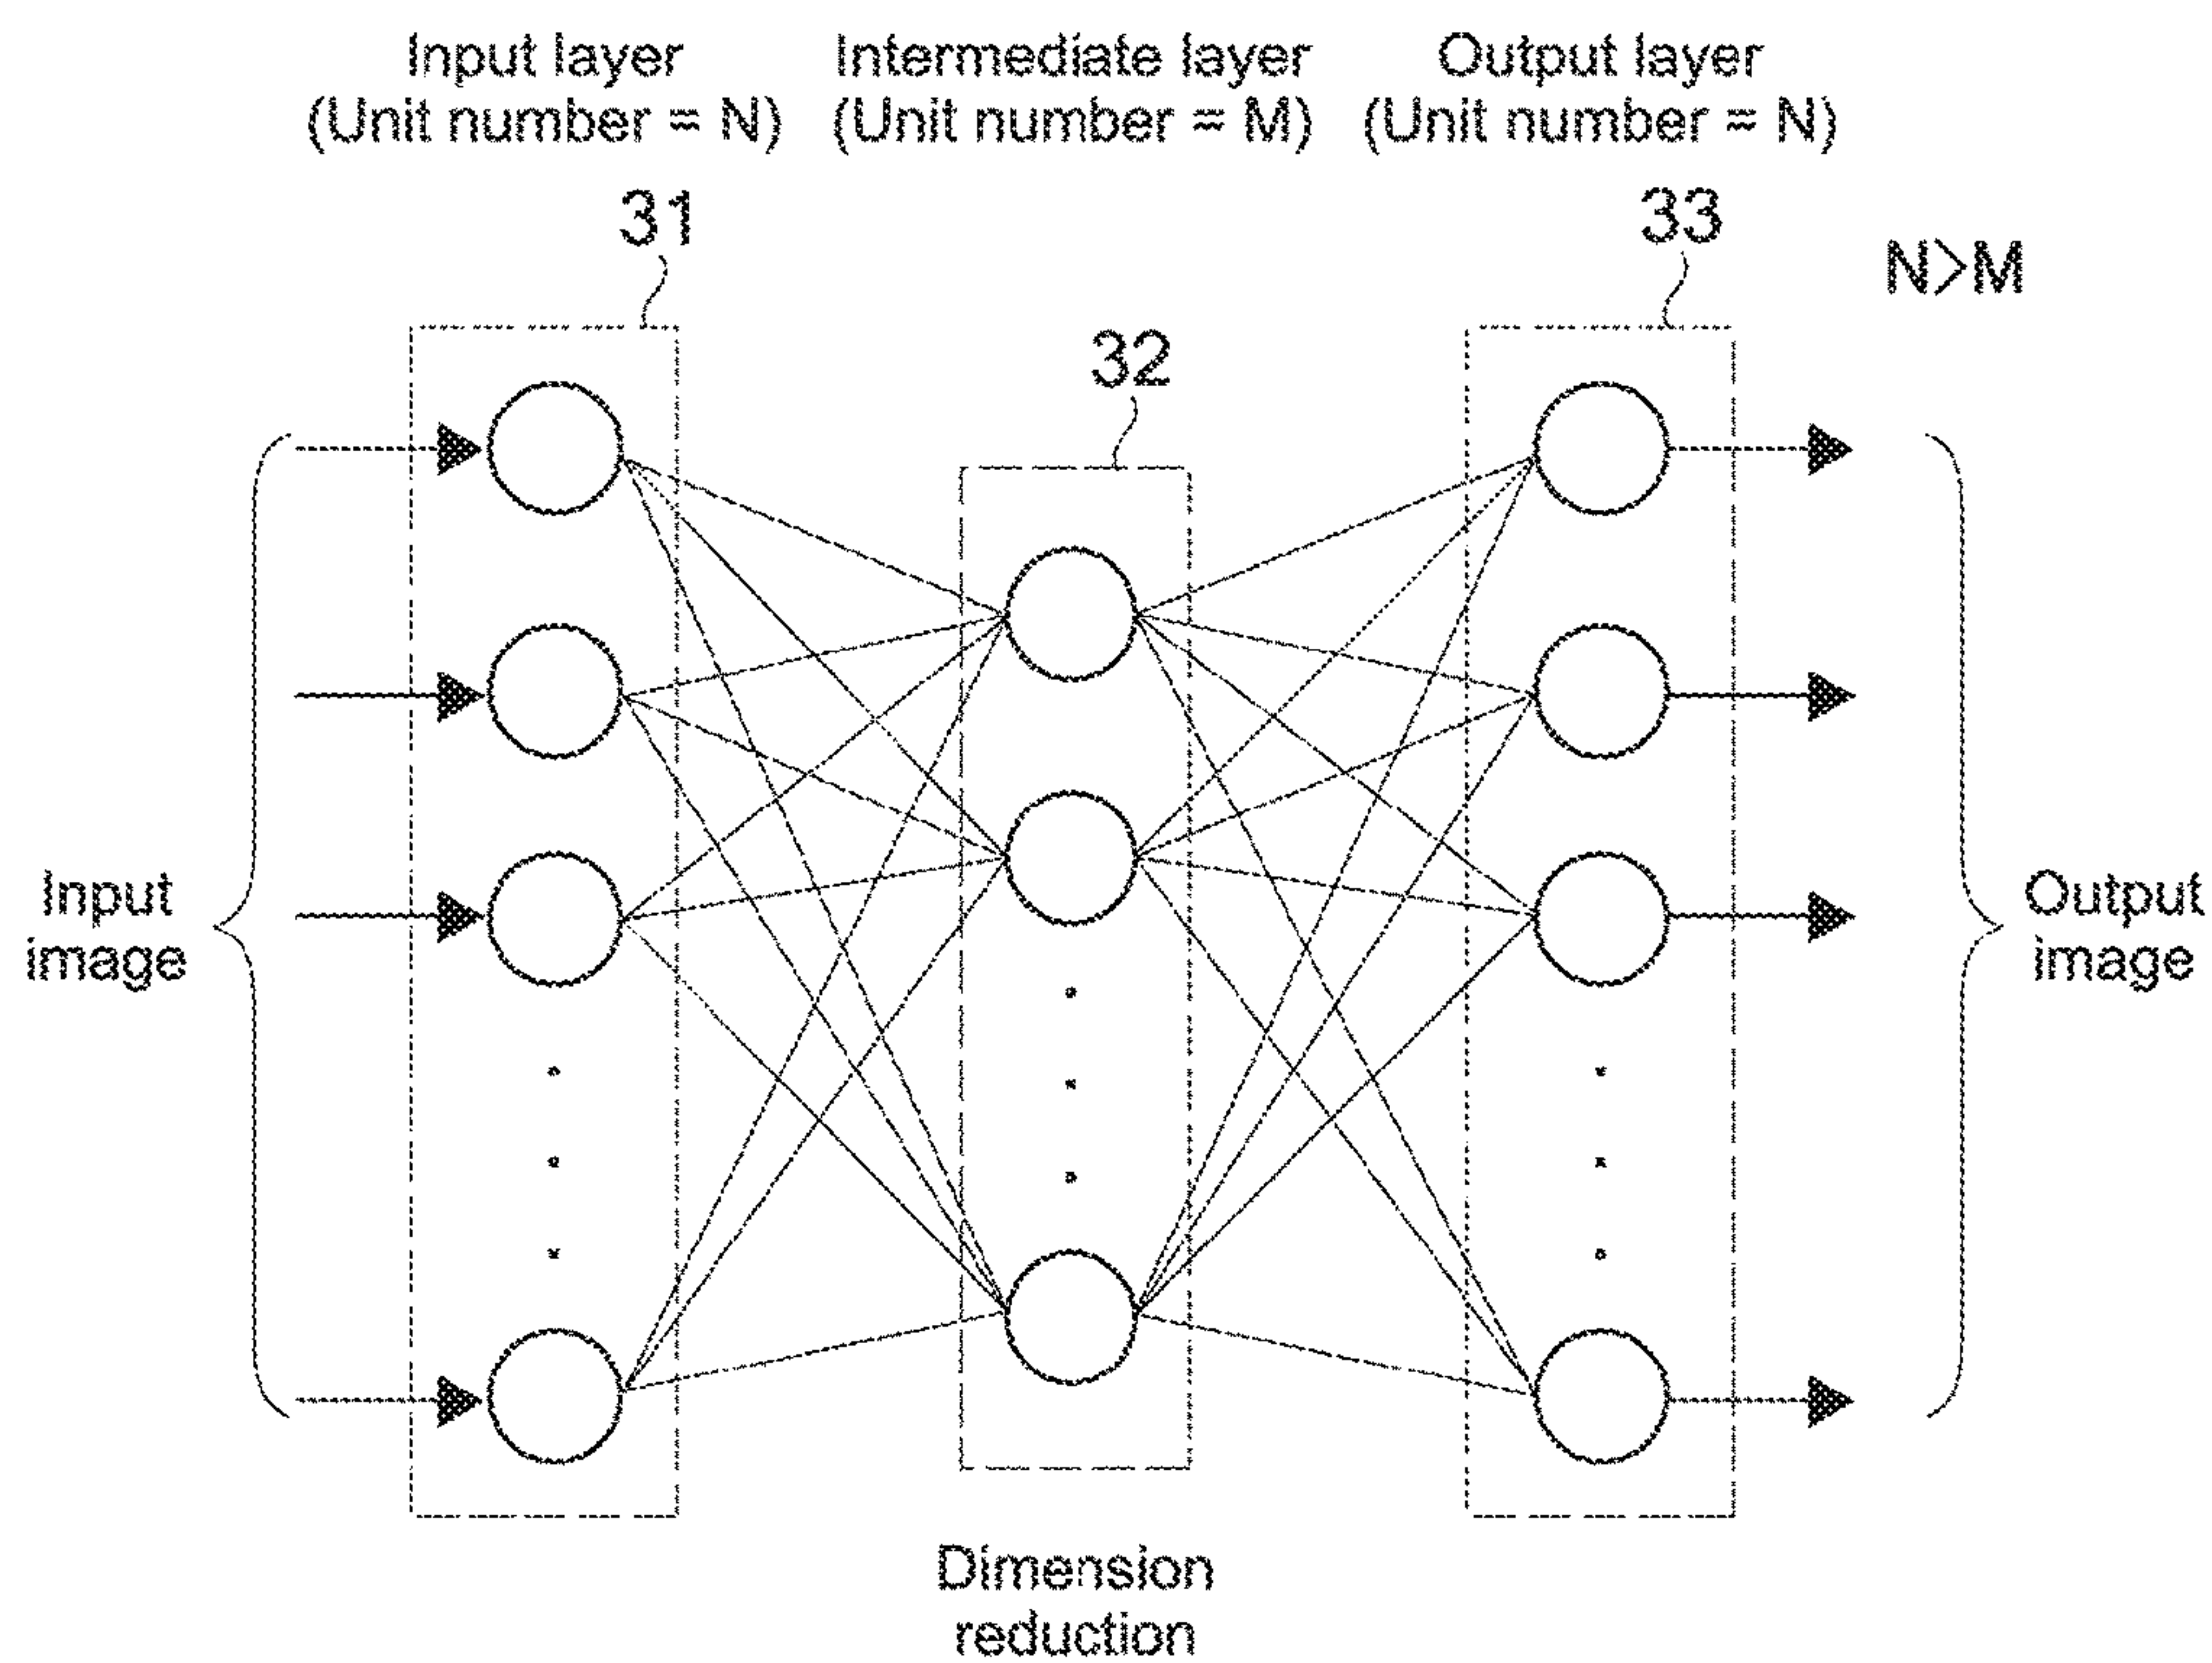 Input layer
(Unit number = N)
Intermediate layer
(Unit number = M)
Output layer
(Unit number = N)
31
32
33
N>M
Input
image
Output
image
Dimension
reduction